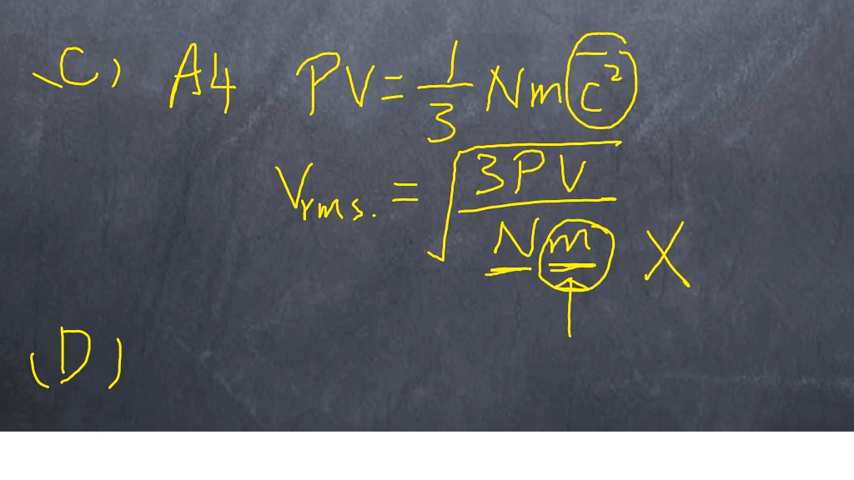 (C) A4 PV = 1/3 Nm c̄²
Vrms. = √(3PV / Nm) X
(D)